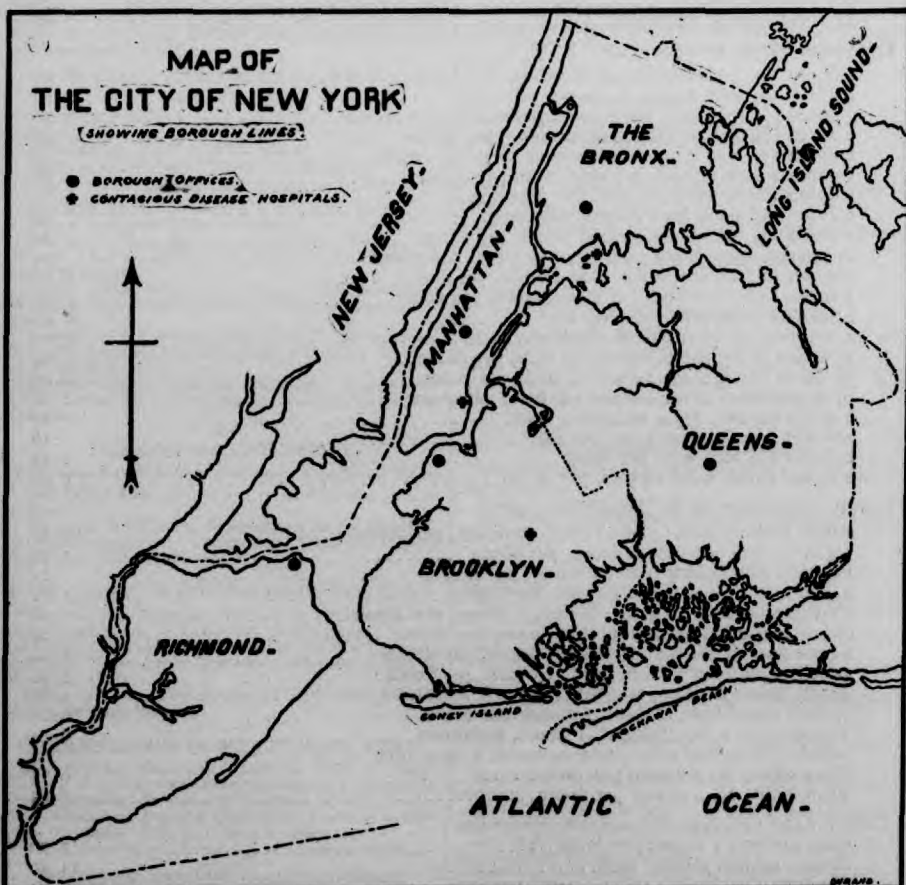 MAP OF
THE CITY OF NEW YORK
(SHOWING BOROUGH LINES)
BOROUGH OFFICES.
CONTAGIOUS DISEASE HOSPITALS.
THE
BRONX-
LONG ISLAND SOUND-
NEW JERSEY-
MANHATTAN-
QUEENS-
BROOKLYN-
RICHMOND-
CONEY ISLAND
ROCKAWAY BEACH
ATLANTIC OCEAN-
DURAND.